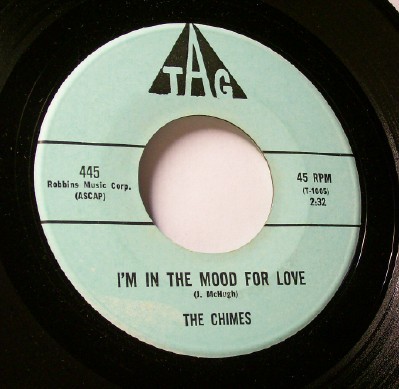 TAG
445
Robbins Music Corp.
(ASCAP)
45 RPM
(T-1005)
2:32
I'M IN THE MOOD FOR LOVE
(J. McHugh)
THE CHIMES